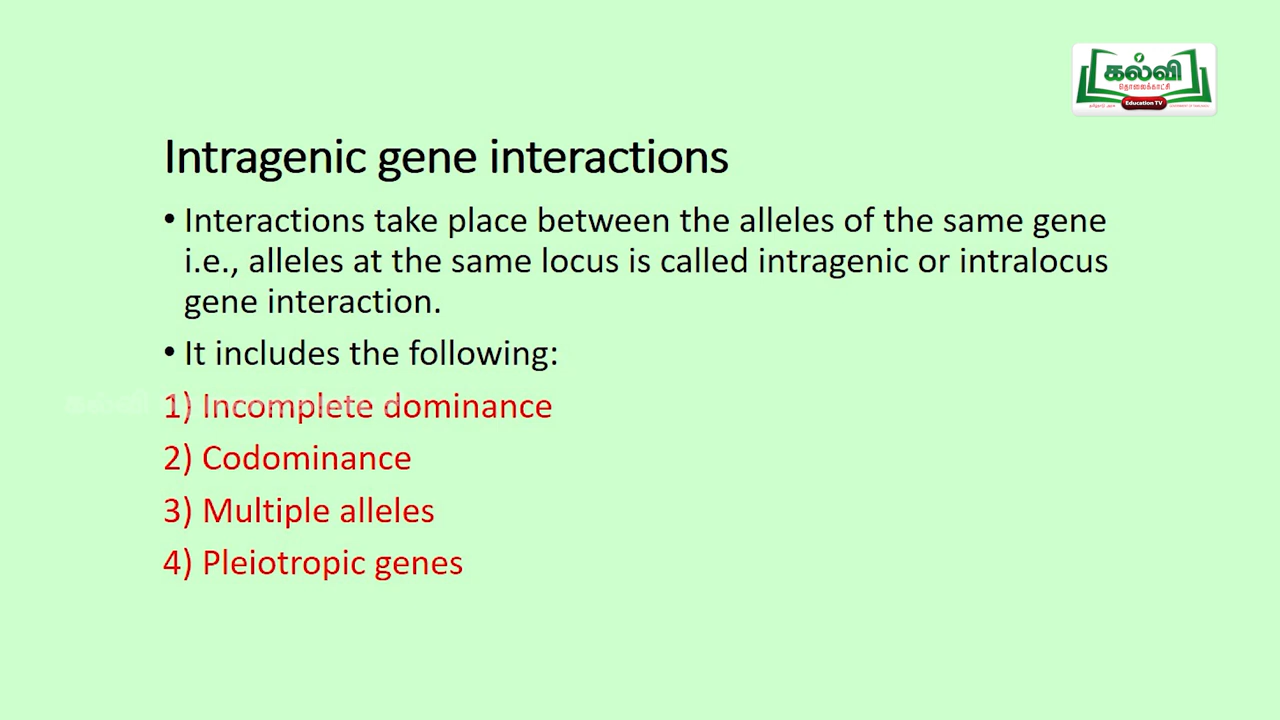 கல்வி
தொலைக்காட்சி
Education TV
Intragenic gene interactions
• Interactions take place between the alleles of the same gene
i.e., alleles at the same locus is called intragenic or intralocus
gene interaction.
• It includes the following:
1) Incomplete dominance
2) Codominance
3) Multiple alleles
4) Pleiotropic genes